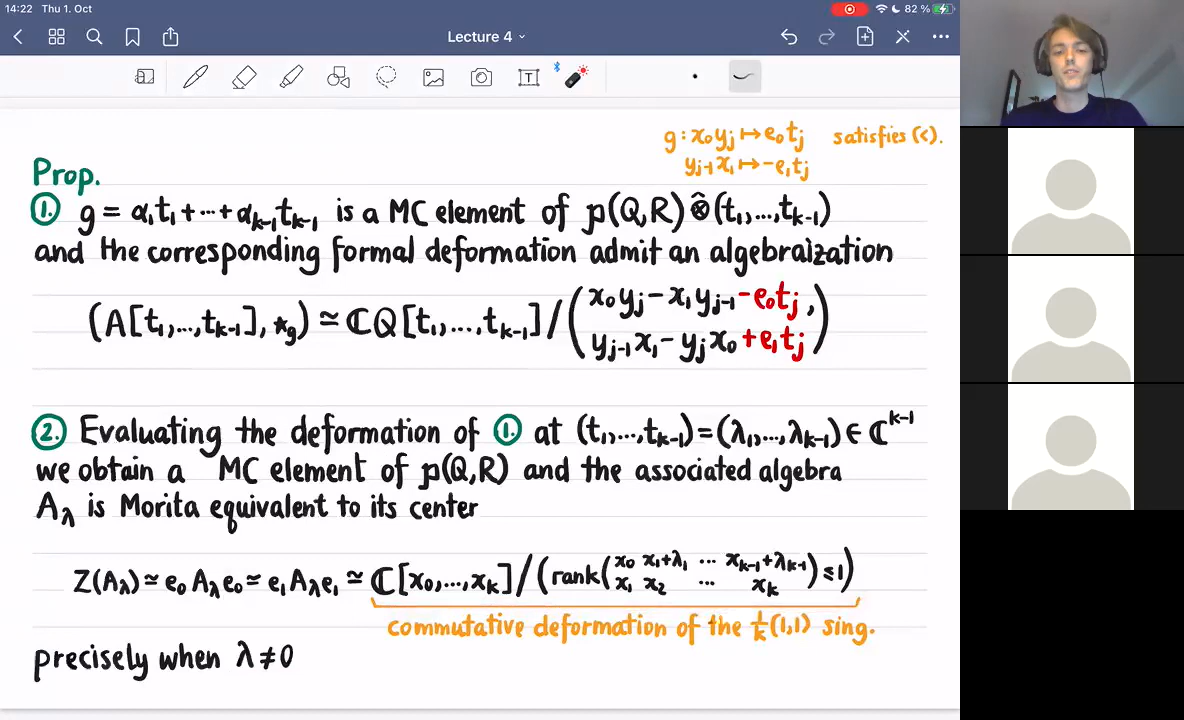 14:22 Thu 1. Oct
82 %
Lecture 4
T
g : x₀yⱼ ↦ e₀tⱼ satisfies (<).
yⱼ₋₁x₁ ↦ -e₁tⱼ
Prop.
1. g = α₁t₁ + ··· + αₖ₋₁tₖ₋₁ is a MC element of p(Q,R) ⊗̂ (t₁,...,tₖ₋₁)
and the corresponding formal deformation admit an algebraization
(A[t₁,...,tₖ₋₁], ⋆g) ≃ ℂQ[t₁,...,tₖ₋₁] / (x₀yⱼ - x₁yⱼ₋₁ - e₀tⱼ,
yⱼ₋₁x₁ - yⱼx₀ + e₁tⱼ)
2. Evaluating the deformation of 1. at (t₁,...,tₖ₋₁) = (λ₁,...,λₖ₋₁) ∈ ℂᵏ⁻¹
we obtain a MC element of p(Q,R) and the associated algebra
A_λ is Morita equivalent to its center
Z(A_λ) ≃ e₀A_λe₀ ≃ e₁A_λe₁ ≃ ℂ[x₀,...,xₖ] / (rank(x₀ x₁+λ₁ ··· xₖ₋₁+λₖ₋₁
x₁ x₂ ··· xₖ) ≤ 1)
commutative deformation of the 1/k(1,1) sing.
precisely when λ ≠ 0